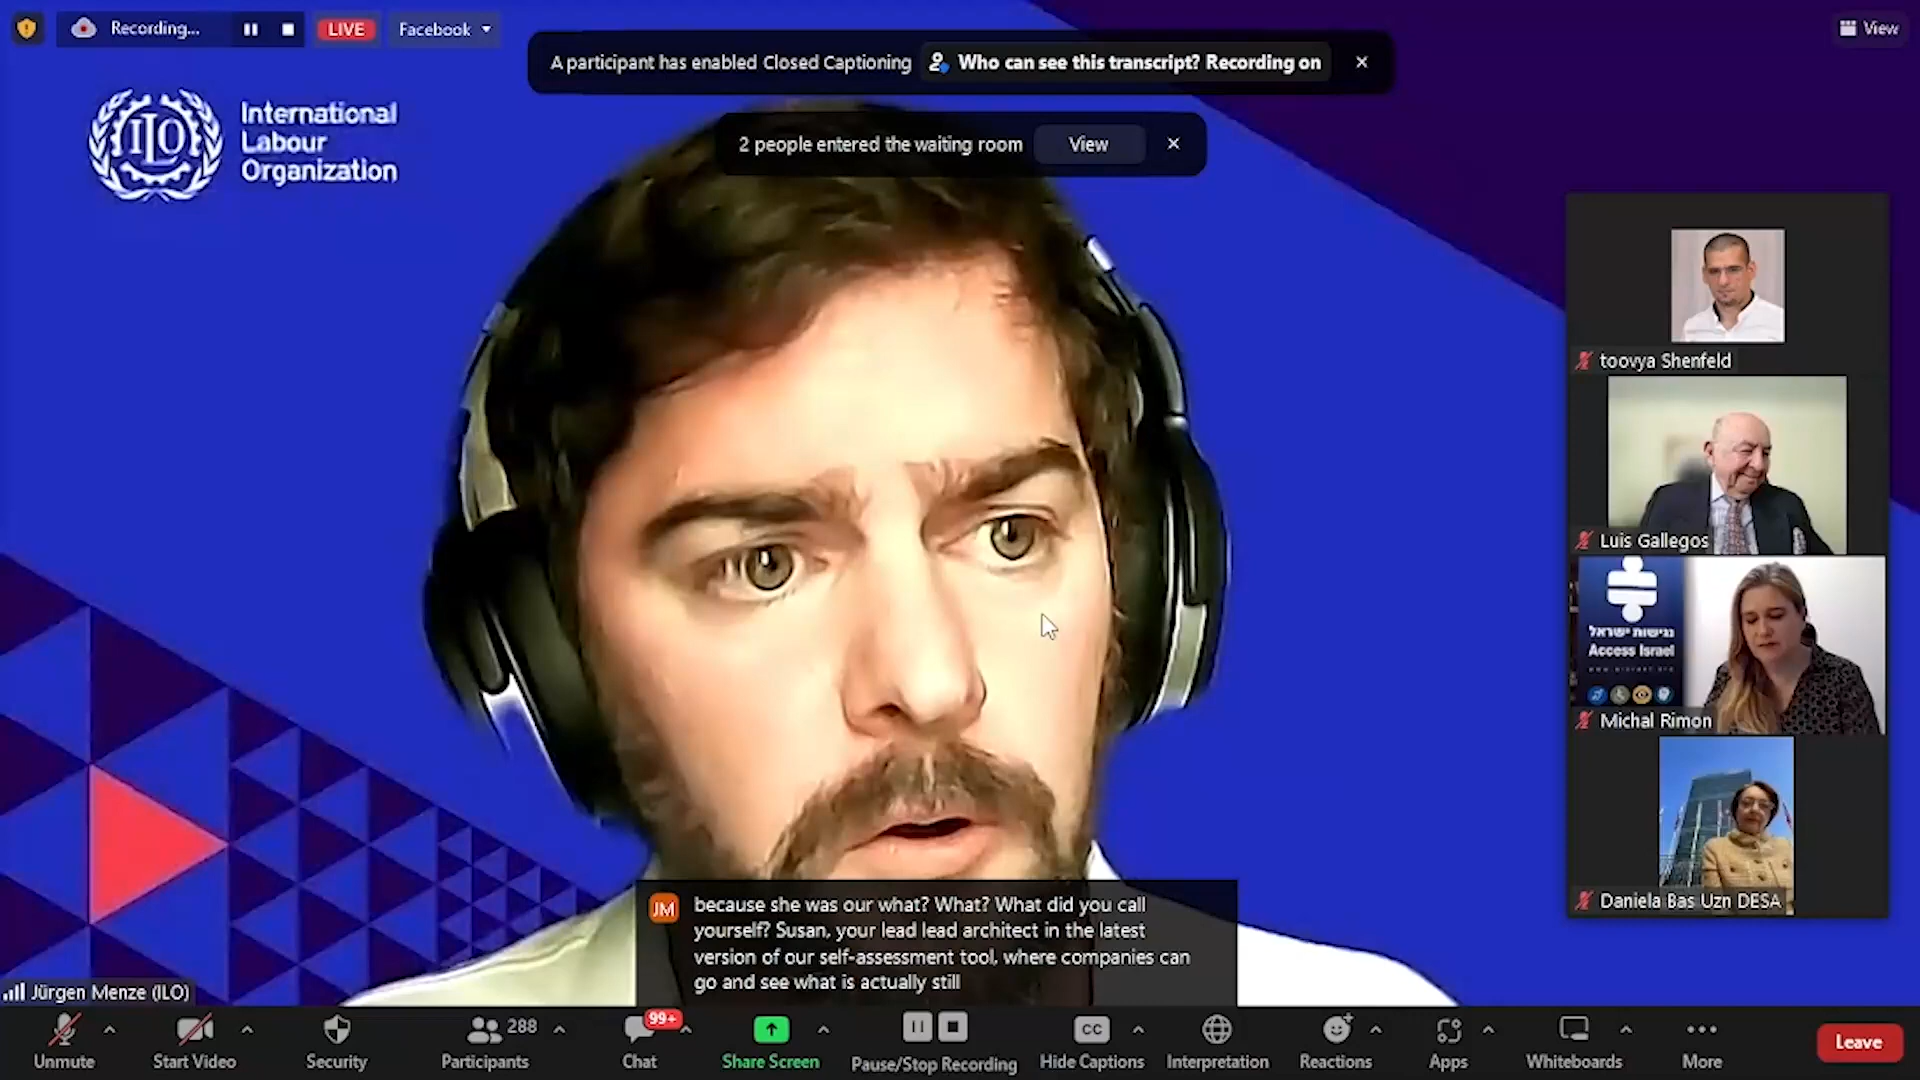 Recording...
LIVE
Facebook
View
A participant has enabled Closed Captioning
Who can see this transcript? Recording on
2 people entered the waiting room
View
ILO
International
Labour
Organization
toovya Shenfeld
Luis Gallegos
נגישות ישראל
Access Israel
Michal Rimon
Daniela Bas Uzn DESA
JM
because she was our what? What? What did you call
yourself? Susan, your lead lead architect in the latest
version of our self-assessment tool, where companies can
go and see what is actually still
Jürgen Menze (ILO)
Unmute
Start Video
Security
288
Participants
99+
Chat
Share Screen
Pause/Stop Recording
CC
Hide Captions
Interpretation
Reactions
Apps
Whiteboards
More
Leave